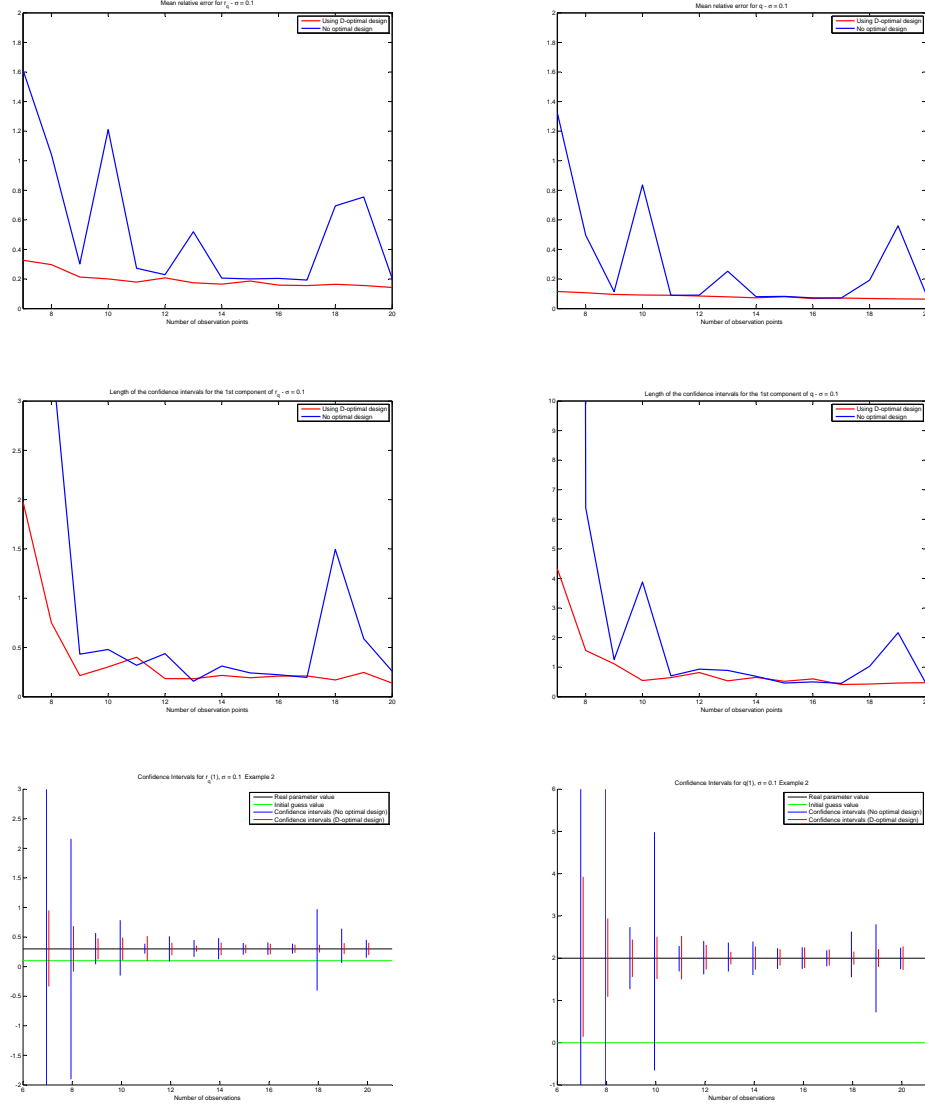 Mean relative error for r_q - σ = 0.1
Using D-optimal design
No optimal design
2
1.8
1.6
1.4
1.2
1
0.8
0.6
0.4
0.2
0
8 10 12 14 16 18 20
Number of observation points
Mean relative error for q - σ = 0.1
Using D-optimal design
No optimal design
2
1.8
1.6
1.4
1.2
1
0.8
0.6
0.4
0.2
0
8 10 12 14 16 18 20
Number of observation points
Length of the confidence intervals for the 1st component of r_q - σ = 0.1
Using D-optimal design
No optimal design
3
2.5
2
1.5
1
0.5
0
8 10 12 14 16 18 20
Number of observation points
Length of the confidence intervals for the 1st component of q - σ = 0.1
Using D-optimal design
No optimal design
10
9
8
7
6
5
4
3
2
1
0
8 10 12 14 16 18 20
Number of observation points
Confidence Intervals for r_q(1), σ = 0.1 Example 2
Real parameter value
Initial guess value
Confidence intervals (No optimal design)
Confidence intervals (D-optimal design)
3
2.5
2
1.5
1
0.5
0
-0.5
-1
-1.5
-2
6 8 10 12 14 16 18 20
Number of observations
Confidence Intervals for q(1), σ = 0.1 Example 2
Real parameter value
Initial guess value
Confidence intervals (No optimal design)
Confidence intervals (D-optimal design)
6
5
4
3
2
1
0
-1
6 8 10 12 14 16 18 20
Number of observations